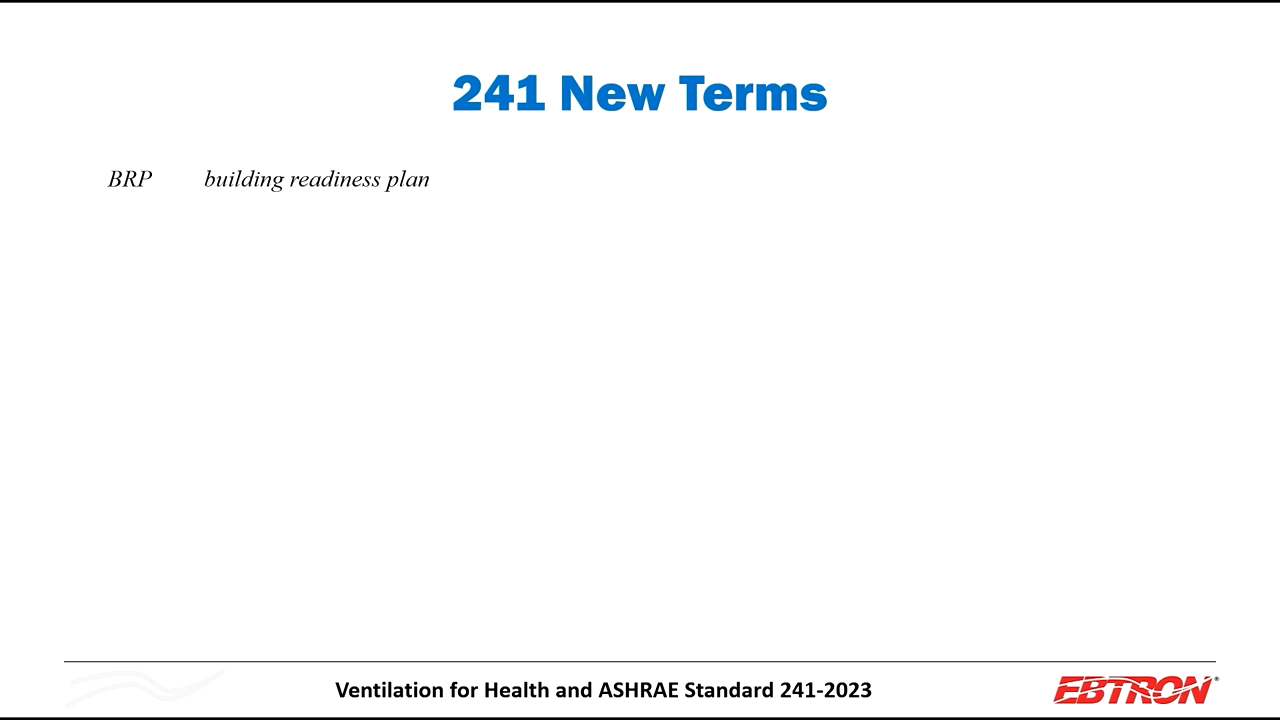 241 New Terms
BRP building readiness plan
Ventilation for Health and ASHRAE Standard 241-2023
EBTRON®